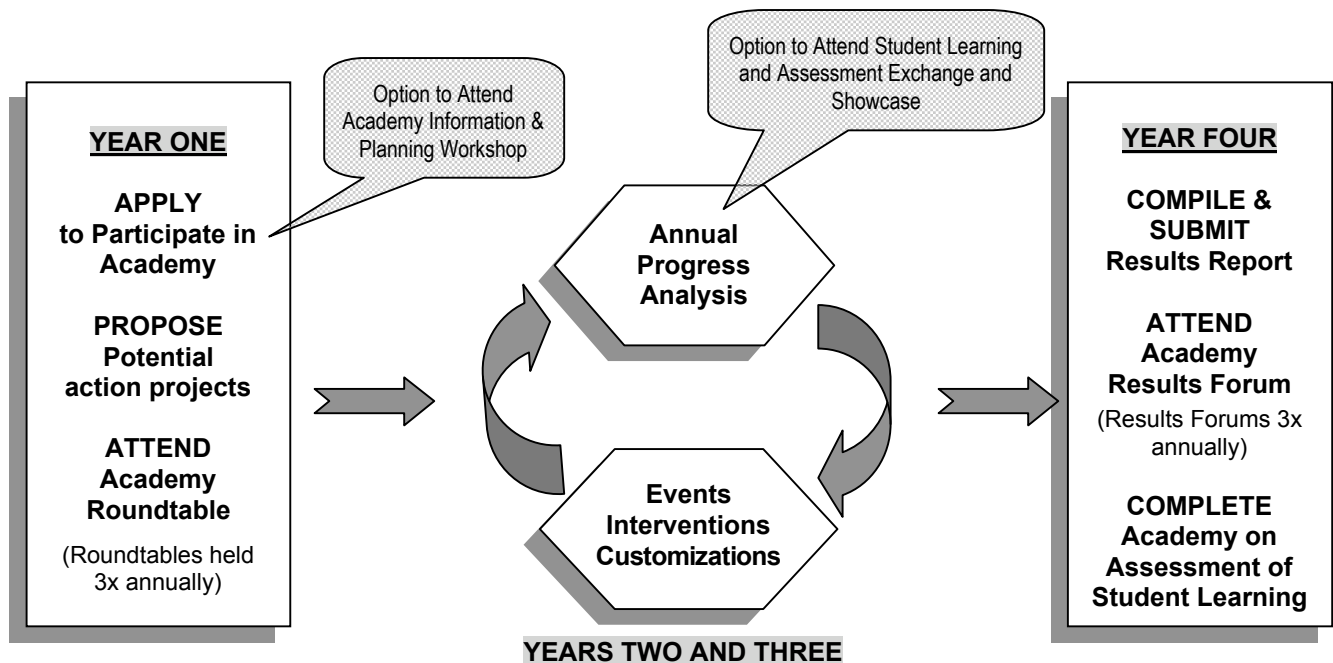 YEAR ONE
APPLY
to Participate in
Academy
PROPOSE
Potential
action projects
ATTEND
Academy
Roundtable
(Roundtables held
3x annually)
Option to Attend
Academy Information &
Planning Workshop
Option to Attend Student Learning
and Assessment Exchange and
Showcase
Annual
Progress
Analysis
Events
Interventions
Customizations
YEARS TWO AND THREE
YEAR FOUR
COMPILE &
SUBMIT
Results Report
ATTEND
Academy
Results Forum
(Results Forums 3x
annually)
COMPLETE
Academy on
Assessment of
Student Learning